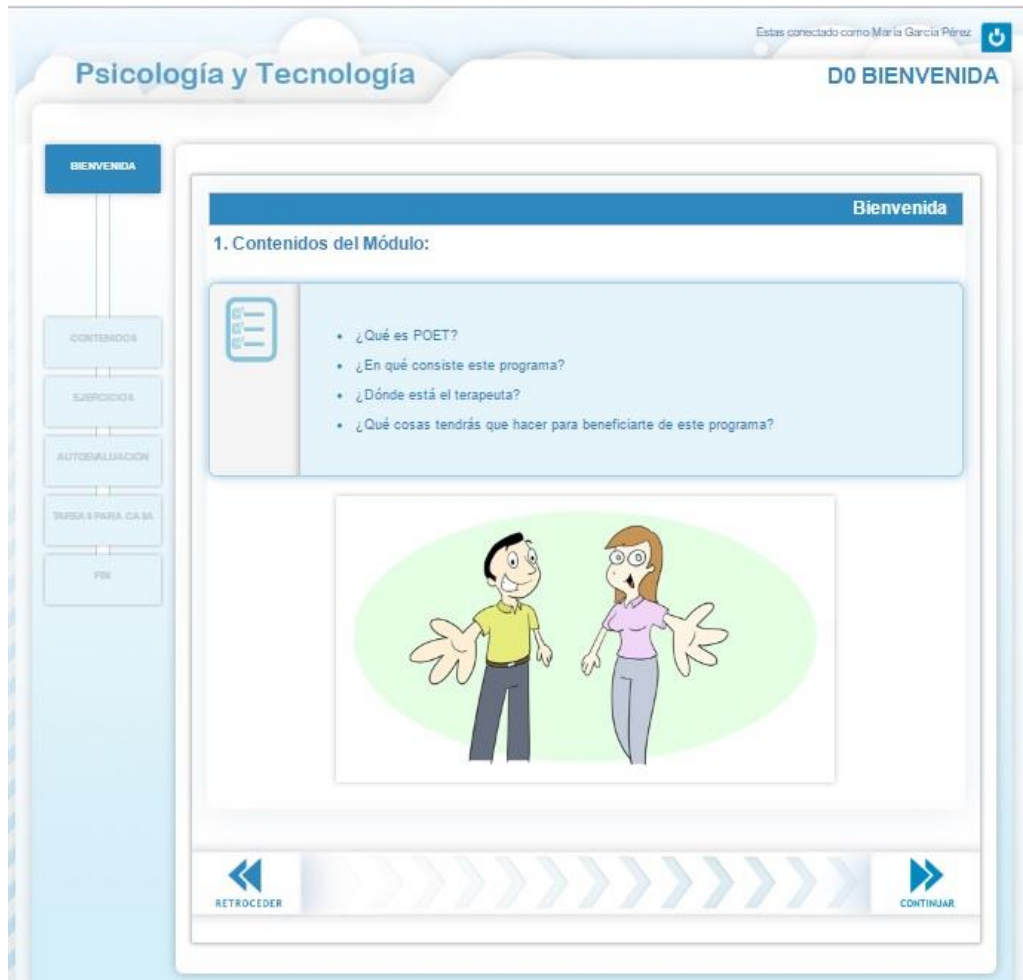 Estas conectado como María García Pérez
Psicología y Tecnología
D0 BIENVENIDA
BIENVENIDA
CONTENIDOS
EJERCICIOS
AUTOEVALUACIÓN
TAREAS PARA CASA
FIN
Bienvenida
1. Contenidos del Módulo:
• ¿Qué es POET?
• ¿En qué consiste este programa?
• ¿Dónde está el terapeuta?
• ¿Qué cosas tendrás que hacer para beneficiarte de este programa?
RETROCEDER
CONTINUAR